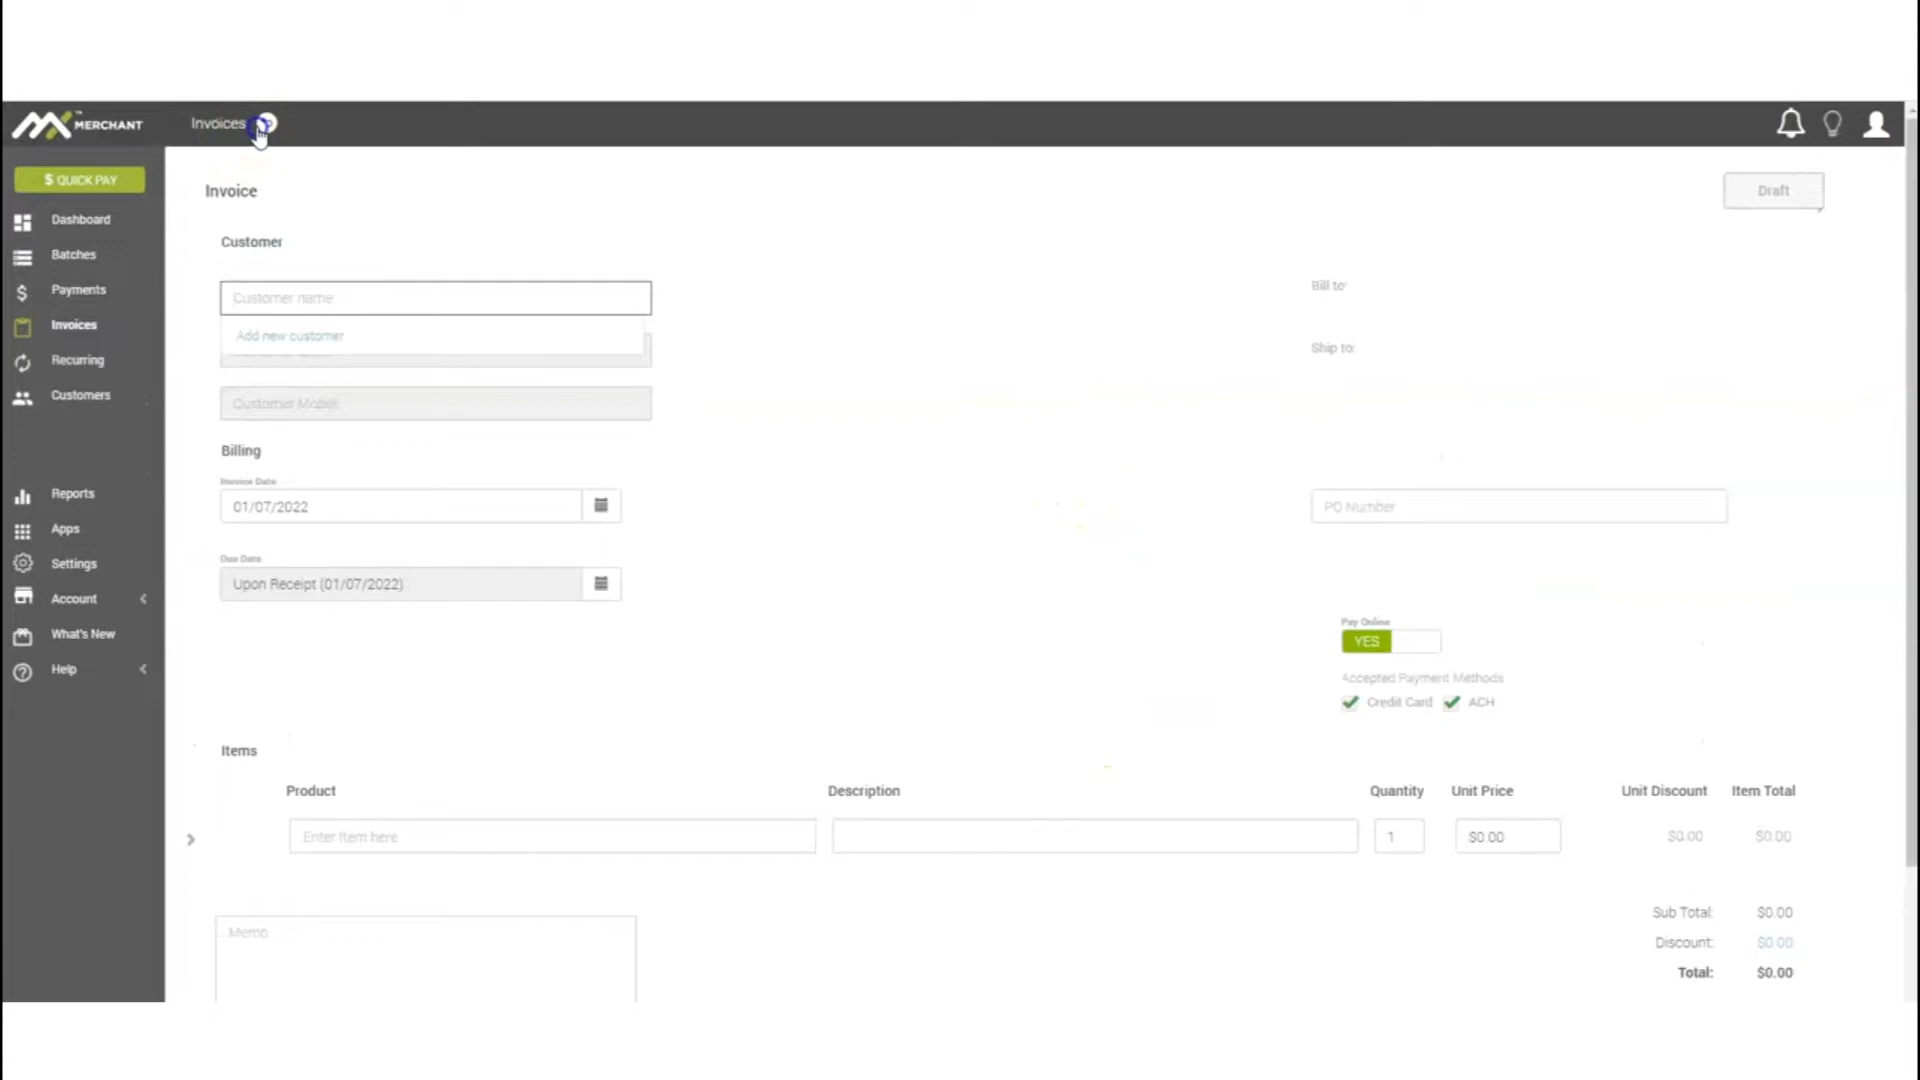 MX™ MERCHANT
Invoices
$ QUICK PAY
Dashboard
Batches
Payments
Invoices
Recurring
Customers
Reports
Apps
Settings
Account
What's New
Help
Invoice
Draft
Customer
Customer name
Add new customer
Customer Mobile
Bill to:
Ship to:
Billing
Invoice Date
01/07/2022
PO Number
Due Date
Upon Receipt (01/07/2022)
Pay Online
YES
Accepted Payment Methods
Credit Card ACH
Items
Product Description Quantity Unit Price Unit Discount Item Total
Enter Item here 1 $0.00 $0.00 $0.00
Memo
Sub Total: $0.00
Discount: $0.00
Total: $0.00